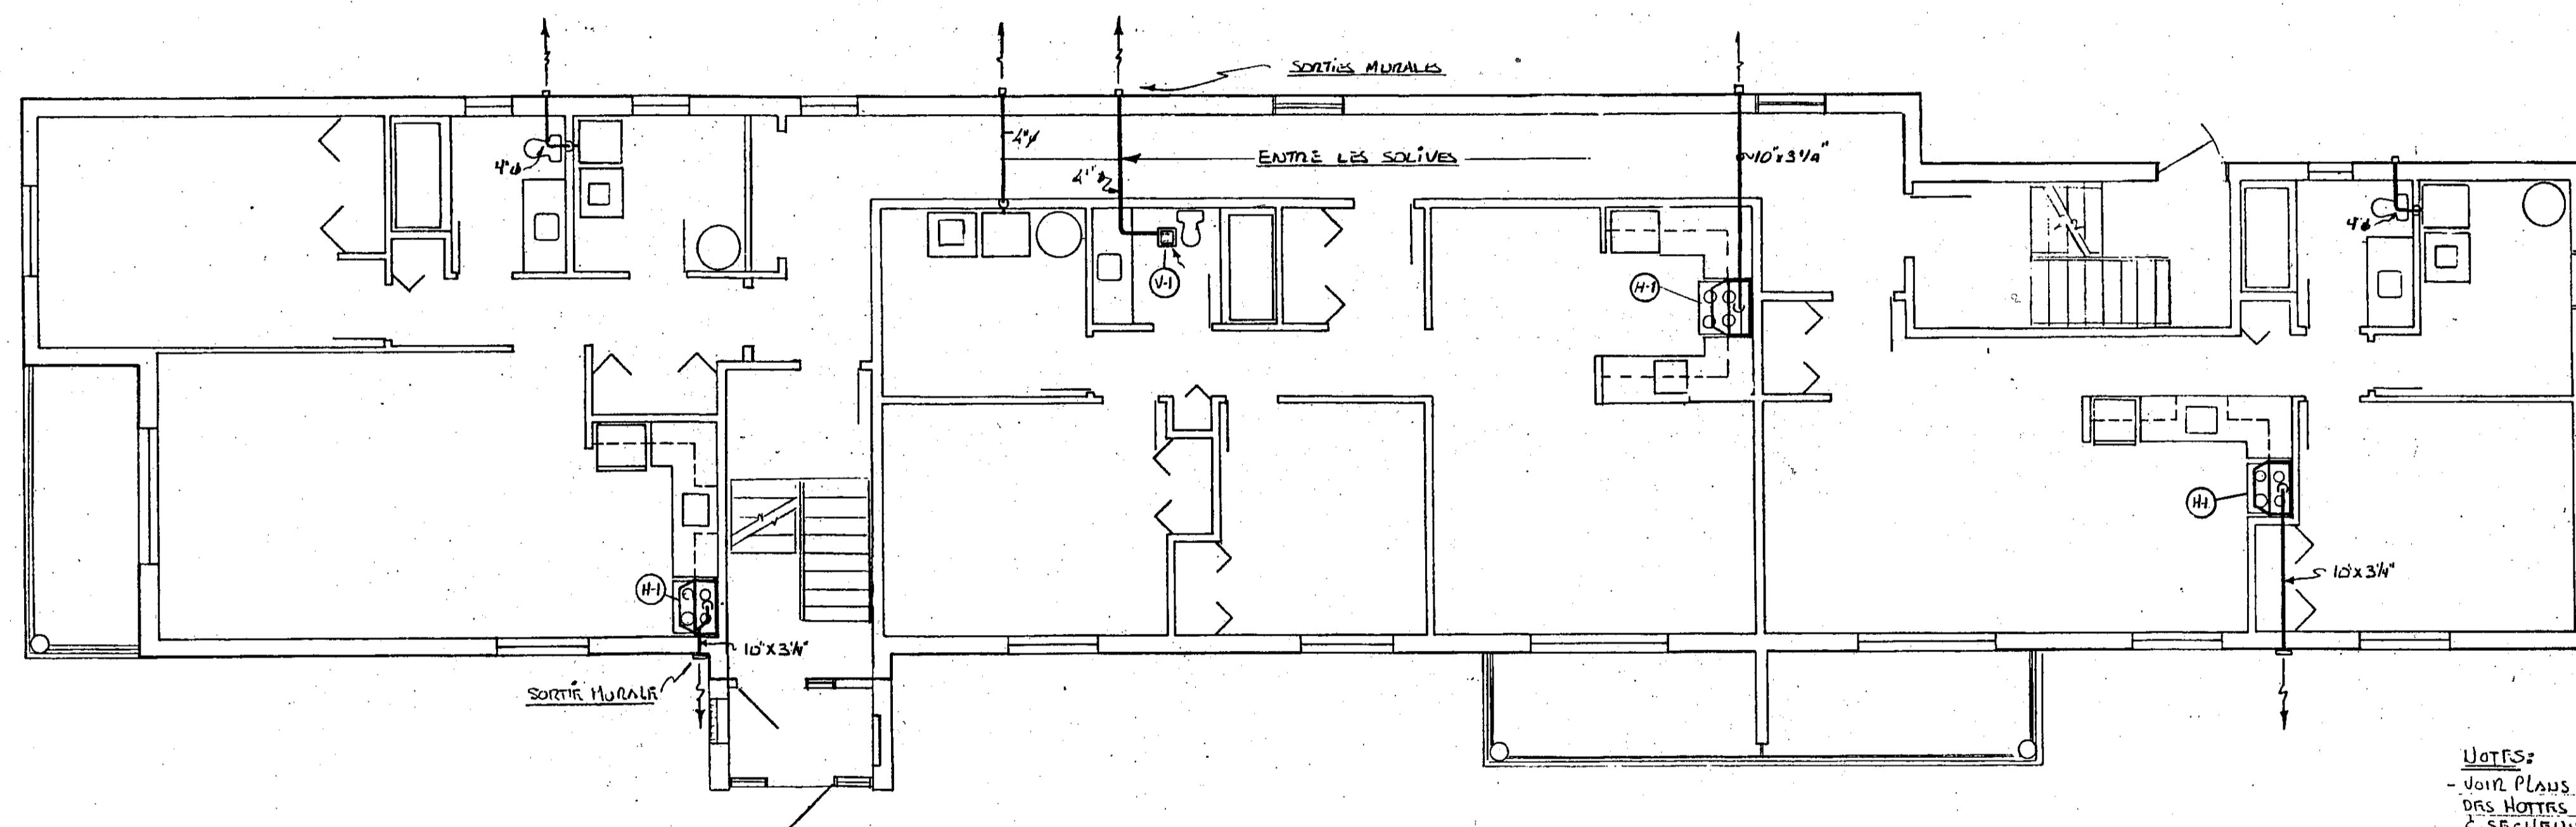 SORTIES MURALES
4"ø
4"ø
ENTRE LES SOLIVES
10"x3¼"
4"ø
4"ø
V-1
H-1
H-1
H-1
10"x3¼"
10"x3¼"
SORTIE MURALE
NOTES:
- VOIR PLANS
DES HOTTES
& SECHEU